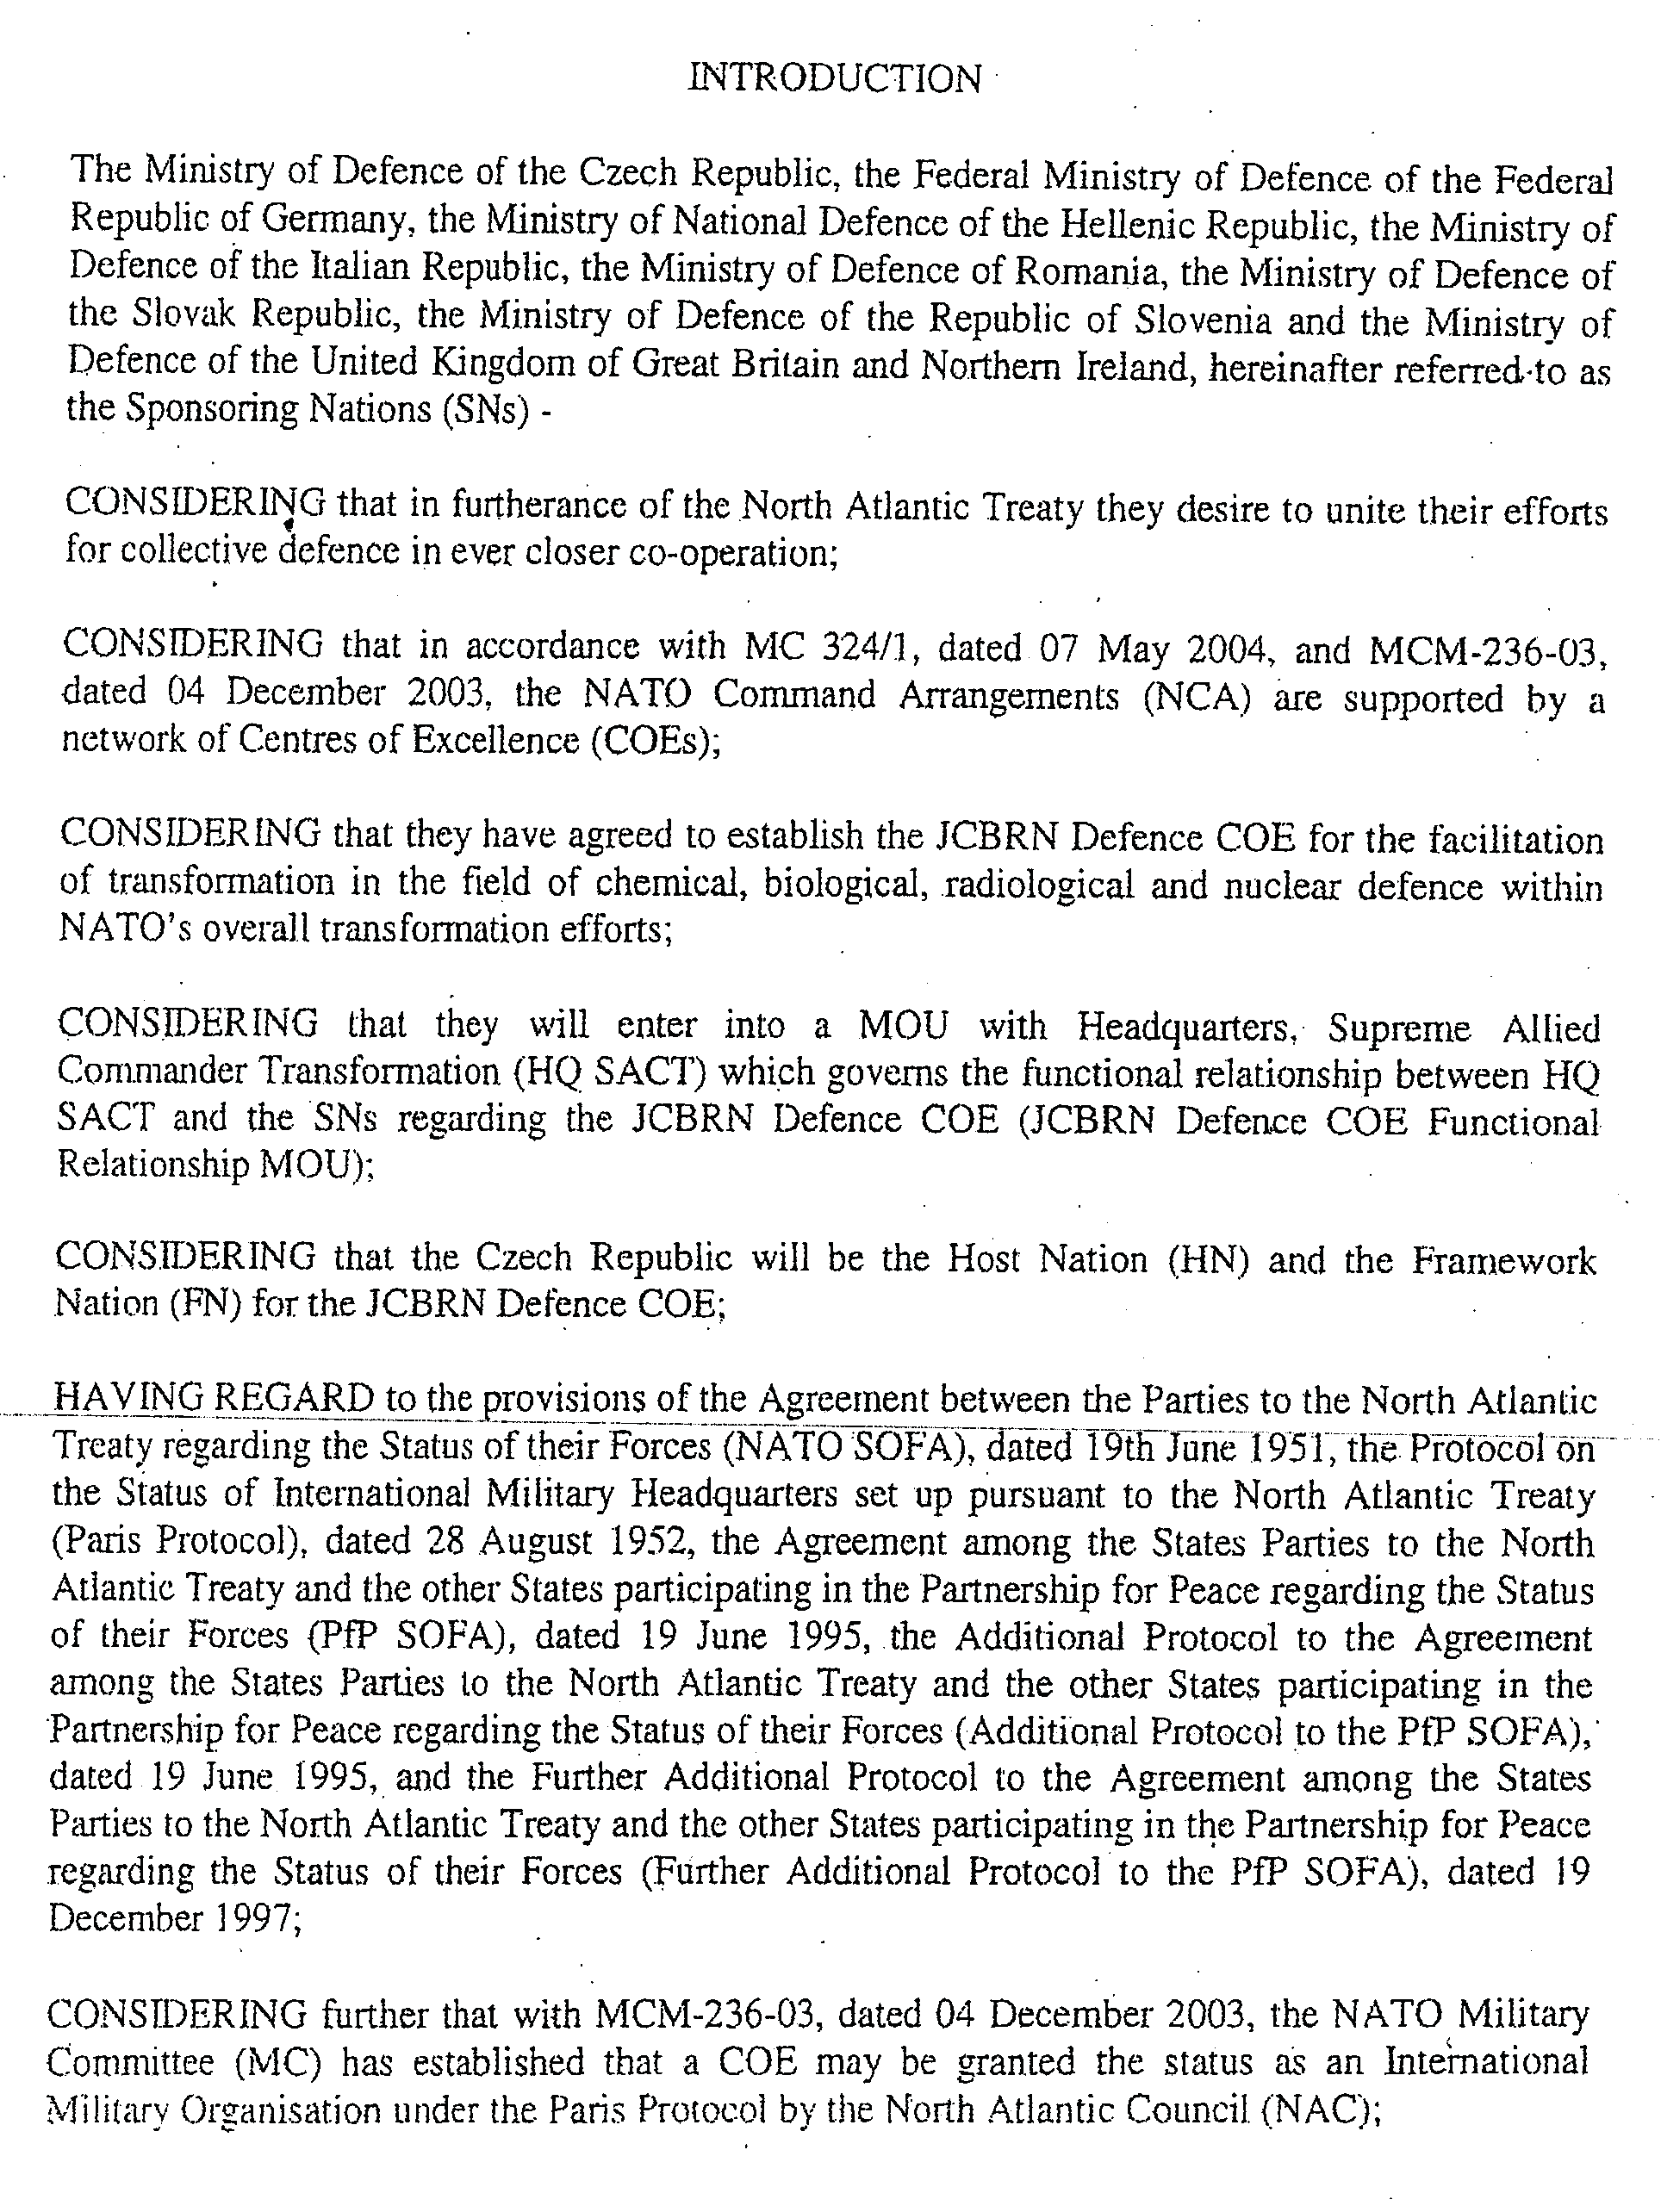 INTRODUCTION
The Ministry of Defence of the Czech Republic, the Federal Ministry of Defence of the Federal
Republic of Germany, the Ministry of National Defence of the Hellenic Republic, the Ministry of
Defence of the Italian Republic, the Ministry of Defence of Romania, the Ministry of Defence of
the Slovak Republic, the Ministry of Defence of the Republic of Slovenia and the Ministry of
Defence of the United Kingdom of Great Britain and Northern Ireland, hereinafter referred to as
the Sponsoring Nations (SNs) -
CONSIDERING that in furtherance of the North Atlantic Treaty they desire to unite their efforts
for collective defence in ever closer co-operation;
CONSIDERING that in accordance with MC 324/1, dated 07 May 2004, and MCM-236-03,
dated 04 December 2003, the NATO Command Arrangements (NCA) are supported by a
network of Centres of Excellence (COEs);
CONSIDERING that they have agreed to establish the JCBRN Defence COE for the facilitation
of transformation in the field of chemical, biological, radiological and nuclear defence within
NATO's overall transformation efforts;
CONSIDERING that they will enter into a MOU with Headquarters, Supreme Allied
Commander Transformation (HQ SACT) which governs the functional relationship between HQ
SACT and the SNs regarding the JCBRN Defence COE (JCBRN Defence COE Functional
Relationship MOU);
CONSIDERING that the Czech Republic will be the Host Nation (HN) and the Framework
Nation (FN) for the JCBRN Defence COE;
HAVING REGARD to the provisions of the Agreement between the Parties to the North Atlantic
Treaty regarding the Status of their Forces (NATO SOFA), dated 19th June 1951, the Protocol on
the Status of International Military Headquarters set up pursuant to the North Atlantic Treaty
(Paris Protocol), dated 28 August 1952, the Agreement among the States Parties to the North
Atlantic Treaty and the other States participating in the Partnership for Peace regarding the Status
of their Forces (PfP SOFA), dated 19 June 1995, the Additional Protocol to the Agreement
among the States Parties to the North Atlantic Treaty and the other States participating in the
Partnership for Peace regarding the Status of their Forces (Additional Protocol to the PfP SOFA),
dated 19 June 1995, and the Further Additional Protocol to the Agreement among the States
Parties to the North Atlantic Treaty and the other States participating in the Partnership for Peace
regarding the Status of their Forces (Further Additional Protocol to the PfP SOFA), dated 19
December 1997;
CONSIDERING further that with MCM-236-03, dated 04 December 2003, the NATO Military
Committee (MC) has established that a COE may be granted the status as an International
Military Organisation under the Paris Protocol by the North Atlantic Council (NAC);